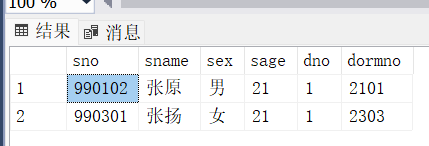 100 %
结果 消息
sno sname sex sage dno dormno
1 990102 张原 男 21 1 2101
2 990301 张扬 女 21 1 2303